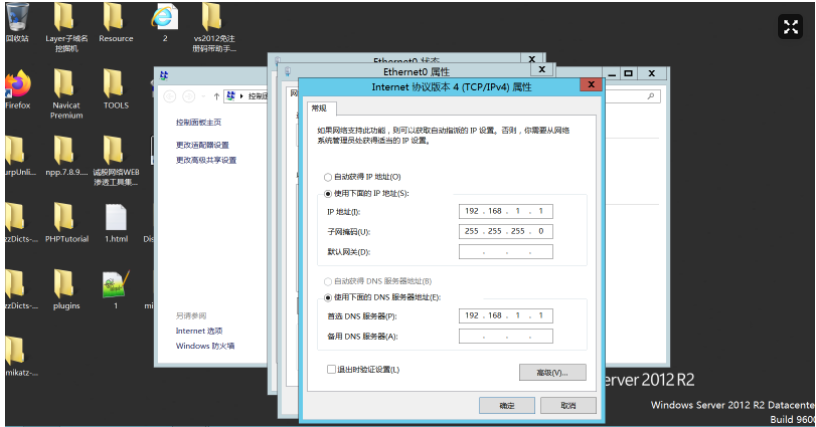 回收站
Layer子域名
挖掘机
Resource
2
vs2012免注
册码帮助手...
Firefox
Navicat
Premium
TOOLS
urpUnli...
npp.7.8.9....
诚殷网络WEB
渗透工具集...
zzDicts-...
PHPTutorial
1.html
Dis
zzDicts-...
plugins
1
mi
mikatz-...
Ethernet0 状态
Ethernet0 属性
Internet 协议版本 4 (TCP/IPv4) 属性
控制面
控制面板主页
更改适配器设置
更改高级共享设置
另请参阅
Internet 选项
Windows 防火墙
常规
如果网络支持此功能，则可以获取自动指派的 IP 设置。否则，你需要从网络
系统管理员处获得适当的 IP 设置。
自动获得 IP 地址(O)
使用下面的 IP 地址(S):
IP 地址(I): 192 . 168 . 1 . 1
子网掩码(U): 255 . 255 . 255 . 0
默认网关(D): . . .
自动获得 DNS 服务器地址(B)
使用下面的 DNS 服务器地址(E):
首选 DNS 服务器(P): 192 . 168 . 1 . 1
备用 DNS 服务器(A): . . .
退出时验证设置(L)
高级(V)...
确定
取消
erver 2012 R2
Windows Server 2012 R2 Datacente
Build 960